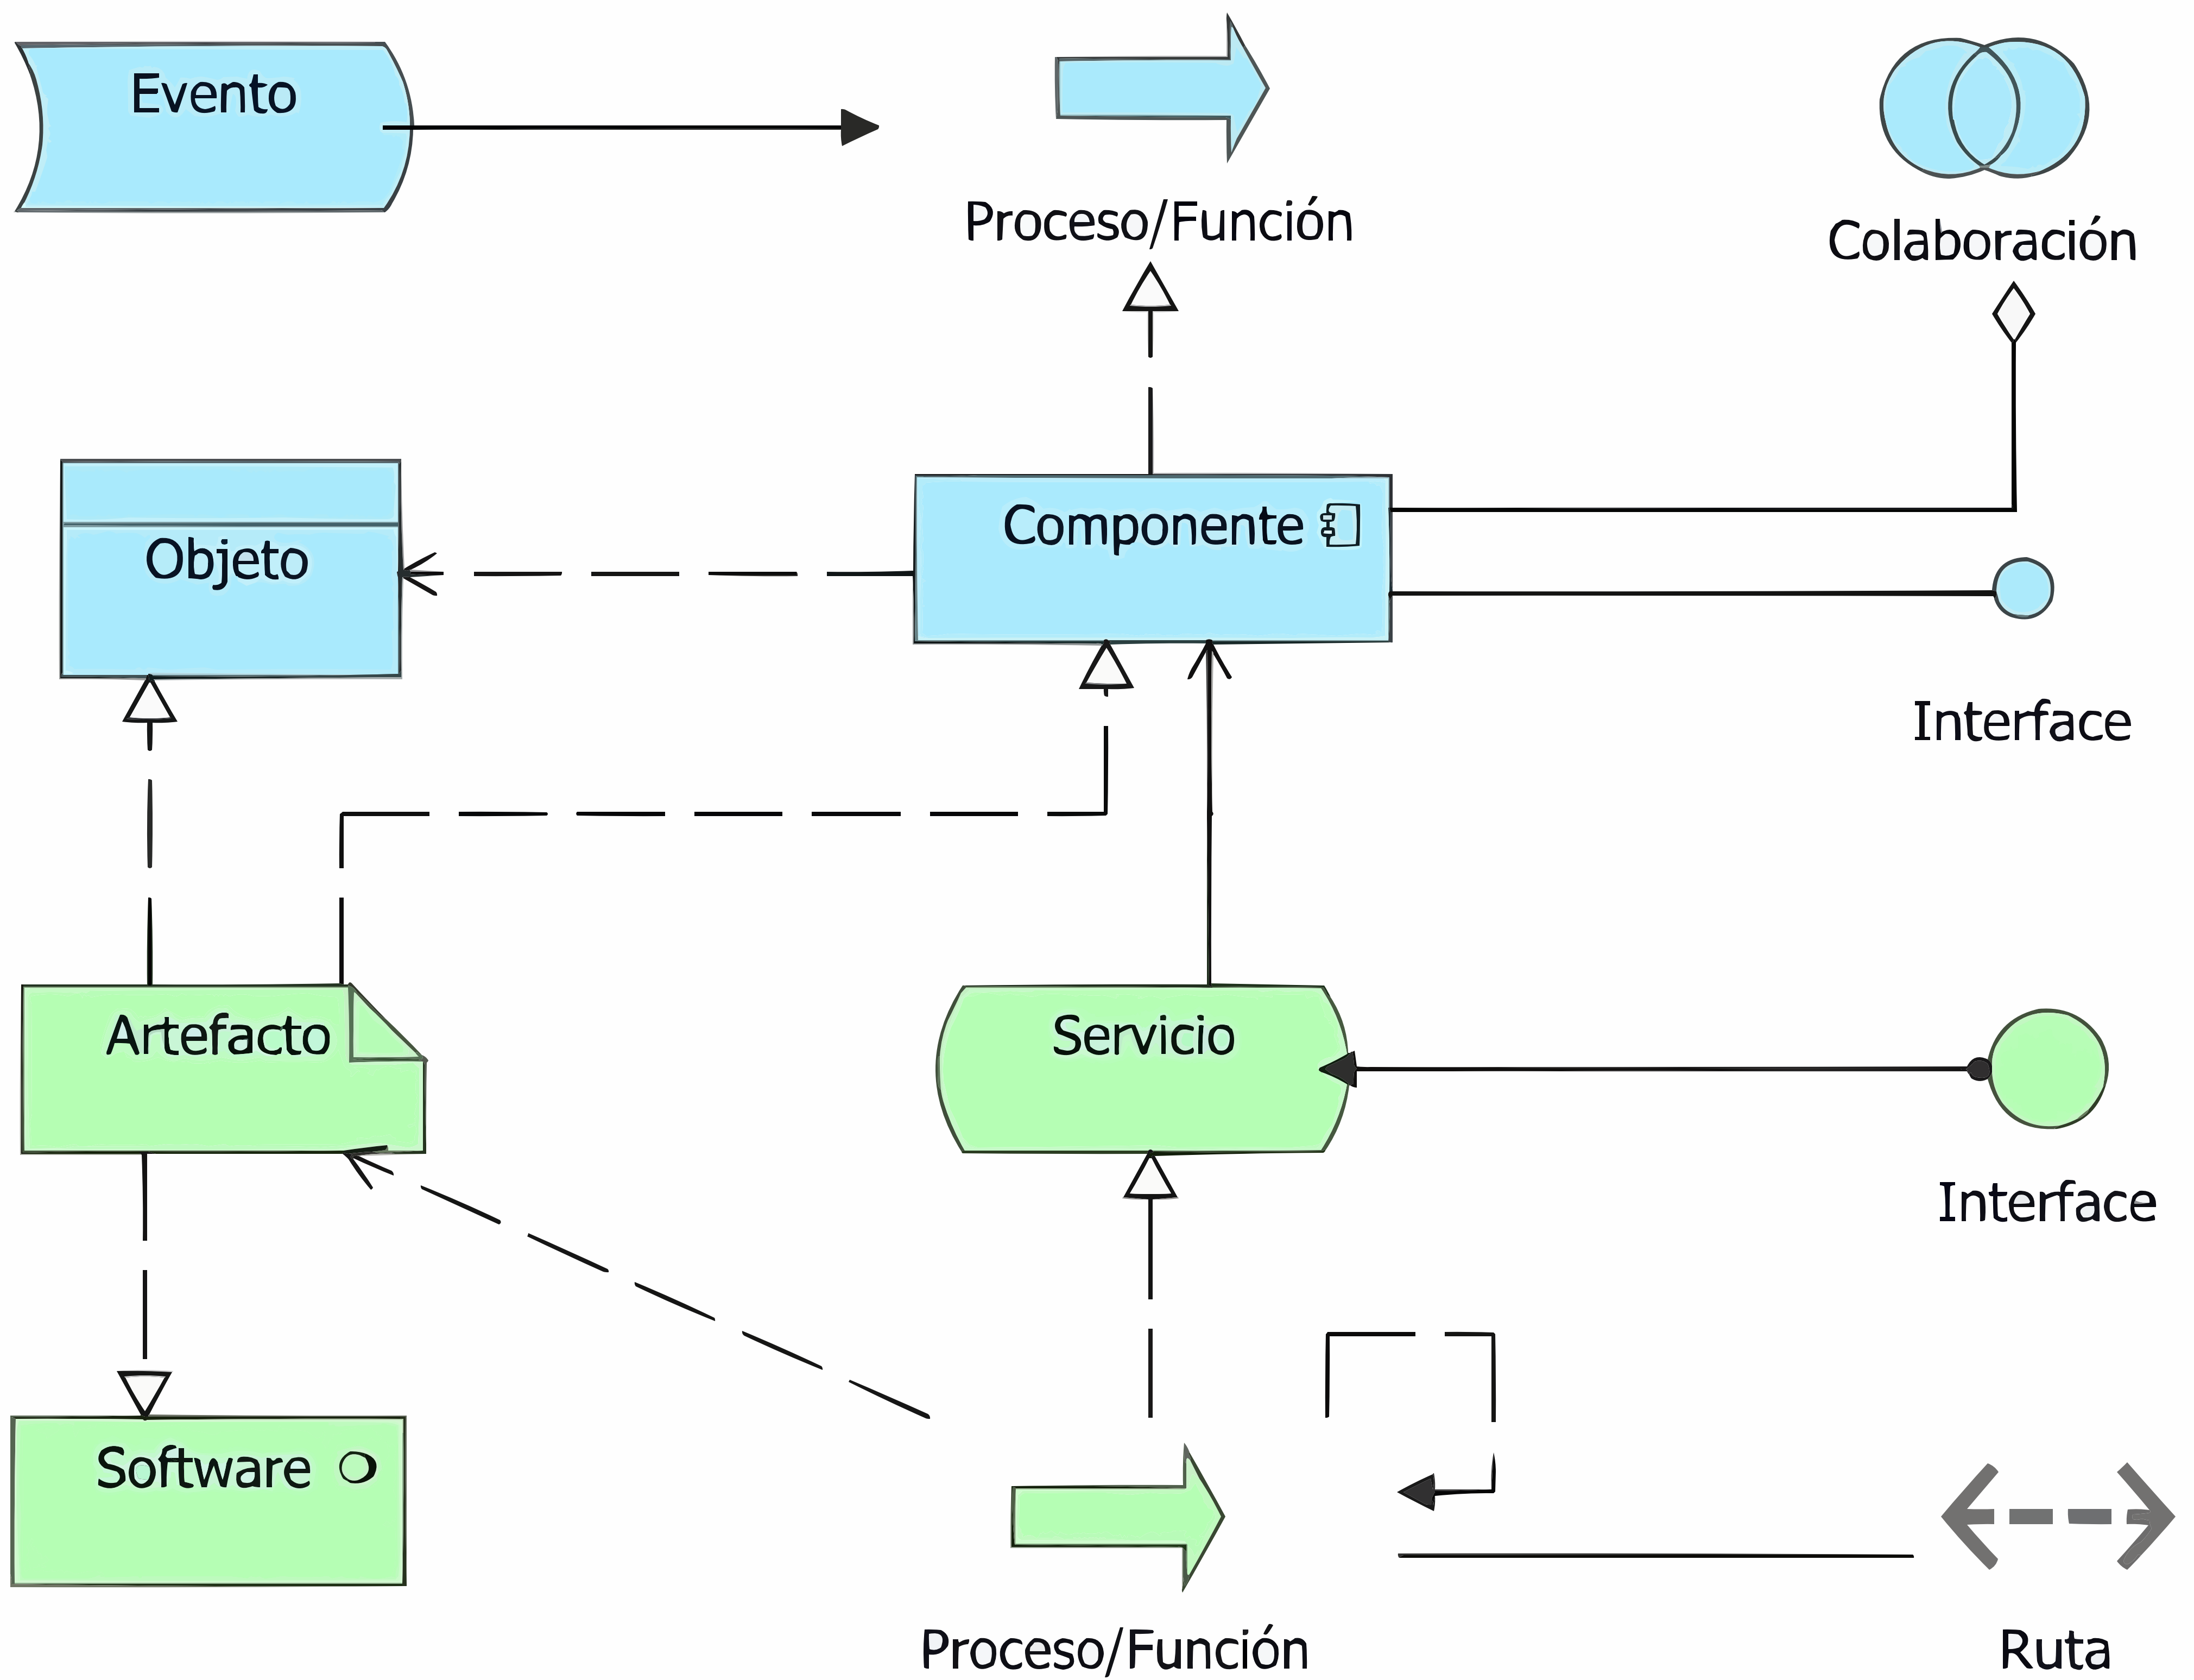 Evento
Proceso/Función
Colaboración
Objeto
Componente
Interface
Artefacto
Servicio
Interface
Software
Proceso/Función
Ruta